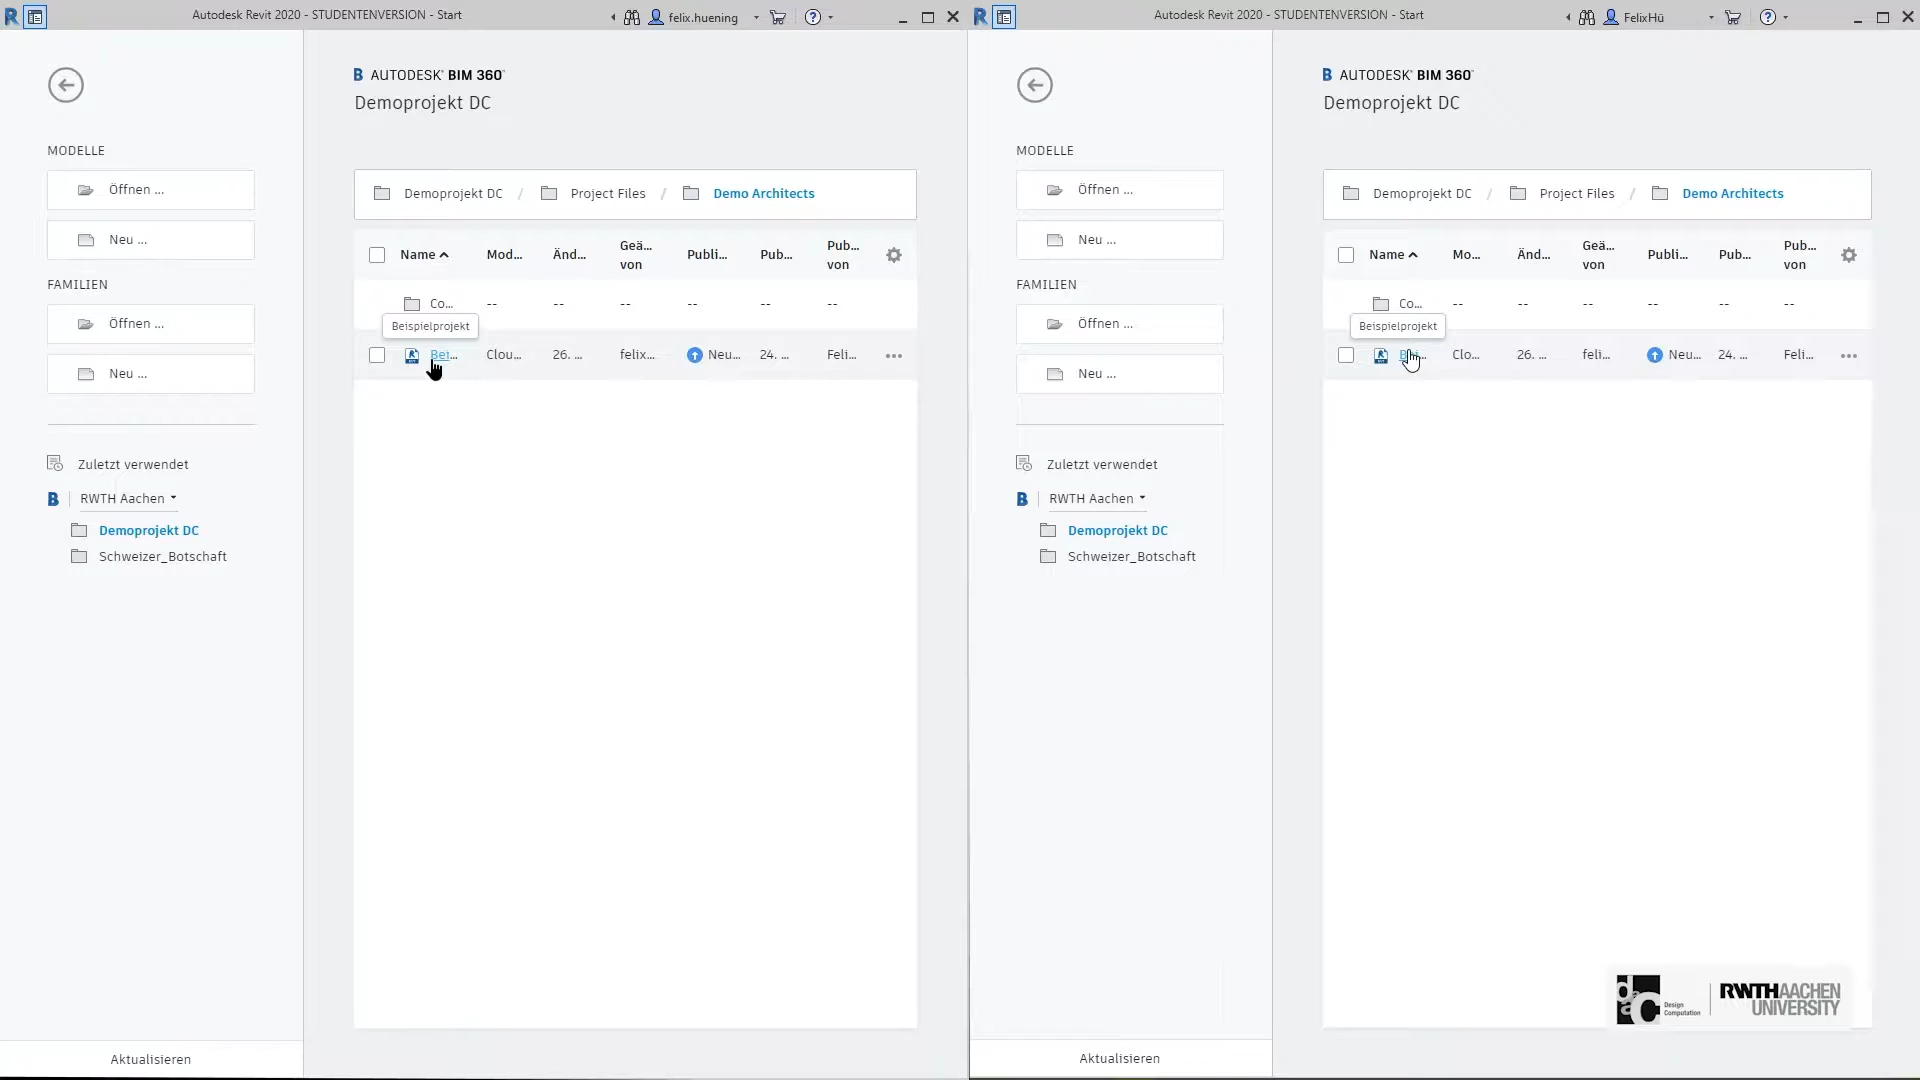 Autodesk Revit 2020 - STUDENTENVERSION - Start
felix.huening
AUTODESK® BIM 360®
Demoprojekt DC
MODELLE
Öffnen ...
Neu ...
FAMILIEN
Öffnen ...
Neu ...
Zuletzt verwendet
RWTH Aachen
Demoprojekt DC
Schweizer_Botschaft
Aktualisieren
Demoprojekt DC / Project Files / Demo Architects
Name Mod... Änd... Geä... von Publi... Pub... Pub... von
Co... -- -- -- -- -- --
Beispielprojekt
Bei... Clou... 26. ... felix... Neu... 24. ... Feli...
Autodesk Revit 2020 - STUDENTENVERSION - Start
FelixHü
AUTODESK® BIM 360®
Demoprojekt DC
MODELLE
Öffnen ...
Neu ...
FAMILIEN
Öffnen ...
Neu ...
Zuletzt verwendet
RWTH Aachen
Demoprojekt DC
Schweizer_Botschaft
Aktualisieren
Demoprojekt DC / Project Files / Demo Architects
Name Mo... Änd... Geä... von Publi... Pub... Pub... von
Co... -- -- -- -- -- --
Beispielprojekt
Clo... 26. ... feli... Neu... 24. ... Feli...
Design
Computation
RWTH AACHEN
UNIVERSITY